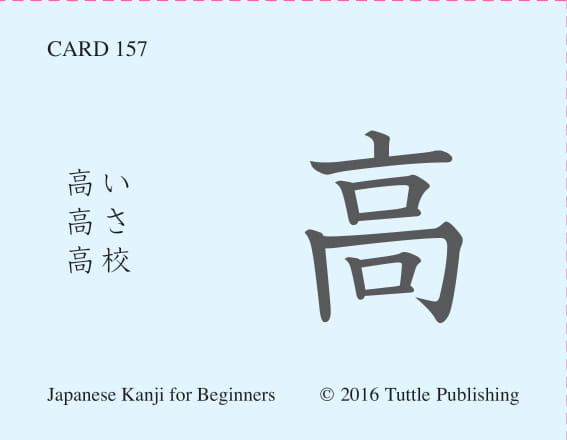 CARD 157
高い
高さ
高校
高
Japanese Kanji for Beginners
© 2016 Tuttle Publishing